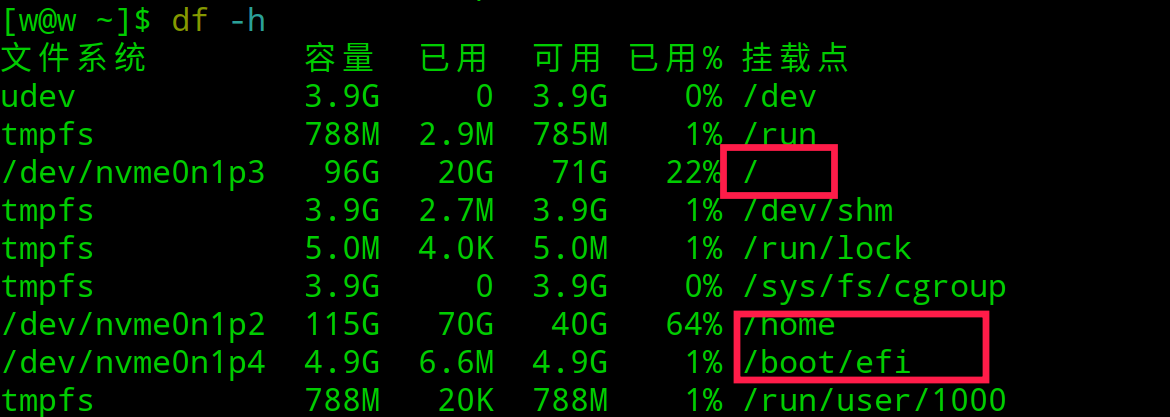 [w@w ~]$ df -h
文件系统 容量 已用 可用 已用% 挂载点
udev 3.9G 0 3.9G 0% /dev
tmpfs 788M 2.9M 785M 1% /run
/dev/nvme0n1p3 96G 20G 71G 22% /
tmpfs 3.9G 2.7M 3.9G 1% /dev/shm
tmpfs 5.0M 4.0K 5.0M 1% /run/lock
tmpfs 3.9G 0 3.9G 0% /sys/fs/cgroup
/dev/nvme0n1p2 115G 70G 40G 64% /home
/dev/nvme0n1p4 4.9G 6.6M 4.9G 1% /boot/efi
tmpfs 788M 20K 788M 1% /run/user/1000